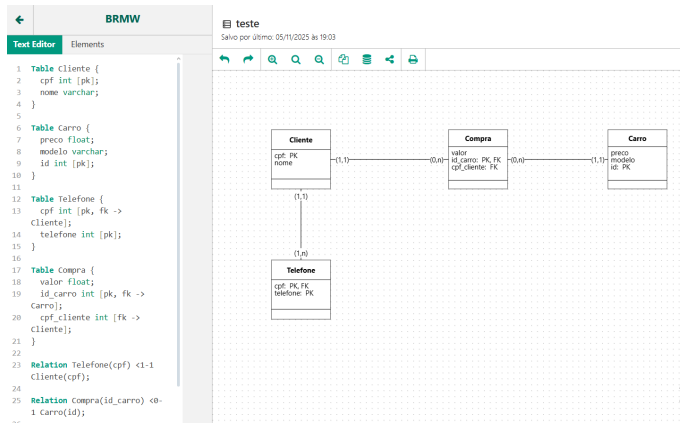 BRMW
Text Editor
Elements
1 Table Cliente {
2 cpf int [pk];
3 nome varchar;
4 }
5
6 Table Carro {
7 preco float;
8 modelo varchar;
9 id int [pk];
10 }
11
12 Table Telefone {
13 cpf int [pk, fk ->
Cliente];
14 telefone int [pk];
15 }
16
17 Table Compra {
18 valor float;
19 id_carro int [pk, fk ->
Carro];
20 cpf_cliente int [fk ->
Cliente];
21 }
22
23 Relation Telefone(cpf) <1-1
Cliente(cpf);
24
25 Relation Compra(id_carro) <0-
1 Carro(id);
teste
Salvo por último: 05/11/2025 às 19:03
Cliente
cpf: PK
nome
(1,1)
(0,n)
Compra
valor
id_carro: PK, FK
cpf_cliente: FK
(0,n)
(1,1)
Carro
preco
modelo
id: PK
(1,1)
(1,n)
Telefone
cpf: PK, FK
telefone: PK